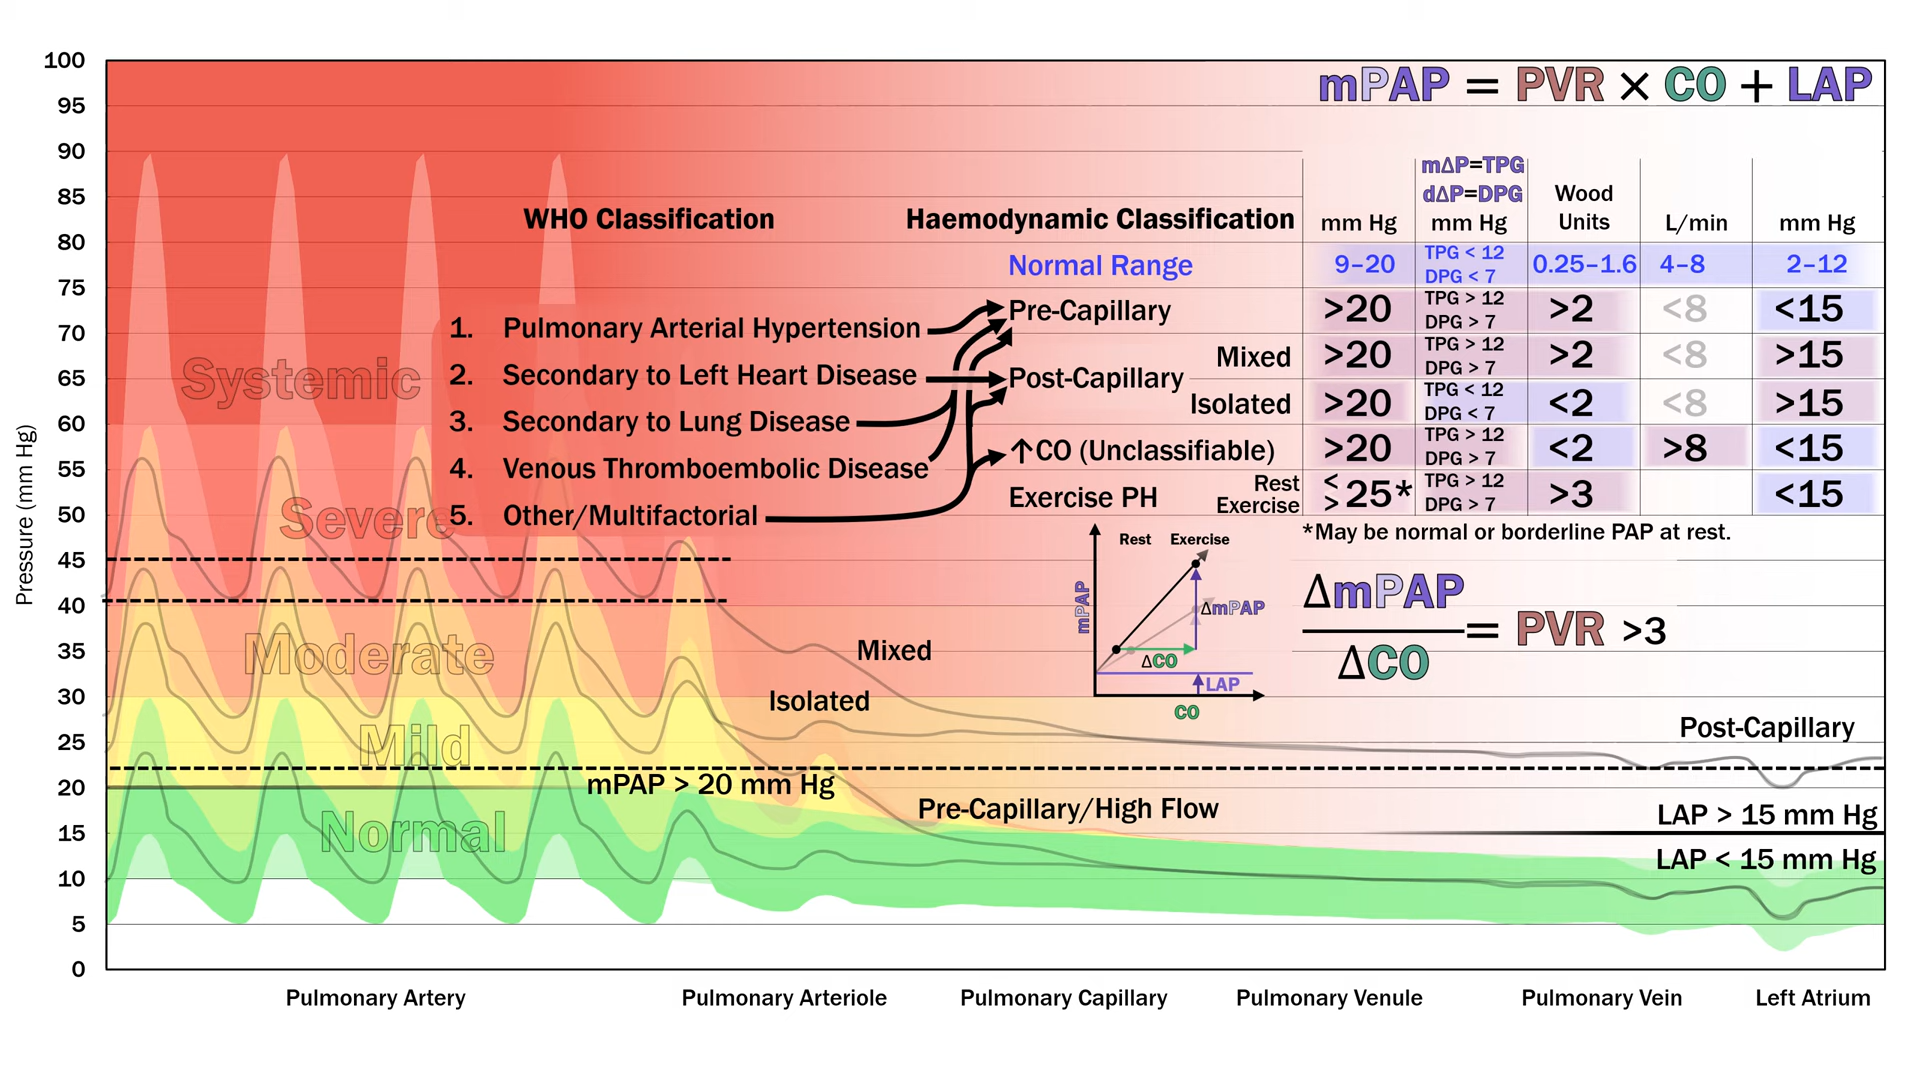 mPAP = PVR × CO + LAP
100
95
90
85
80
75
70
65
60
55
50
45
40
35
30
25
20
15
10
5
0
Pressure (mm Hg)
WHO Classification
Haemodynamic Classification
mm Hg
mΔP=TPG
dΔP=DPG
mm Hg
Wood
Units
L/min
mm Hg
Normal Range
9–20
TPG < 12
DPG < 7
0.25–1.6
4–8
2–12
1. Pulmonary Arterial Hypertension
2. Secondary to Left Heart Disease
3. Secondary to Lung Disease
4. Venous Thromboembolic Disease
5. Other/Multifactorial
Pre-Capillary
>20
TPG > 12
DPG > 7
>2
<8
<15
Post-Capillary
Mixed
>20
TPG > 12
DPG > 7
>2
<8
>15
Isolated
>20
TPG < 12
DPG < 7
<2
<8
>15
↑CO (Unclassifiable)
>20
TPG > 12
DPG > 7
<2
>8
<15
Exercise PH
Rest
Exercise
<
>
25*
TPG > 12
DPG > 7
>3
<15
*May be normal or borderline PAP at rest.
Systemic
Severe
Moderate
Mild
Normal
mPAP
Rest
Exercise
ΔmPAP
ΔCO
LAP
CO
ΔmPAP
ΔCO
= PVR >3
Mixed
Isolated
Post-Capillary
mPAP > 20 mm Hg
Pre-Capillary/High Flow
LAP > 15 mm Hg
LAP < 15 mm Hg
Pulmonary Artery
Pulmonary Arteriole
Pulmonary Capillary
Pulmonary Venule
Pulmonary Vein
Left Atrium